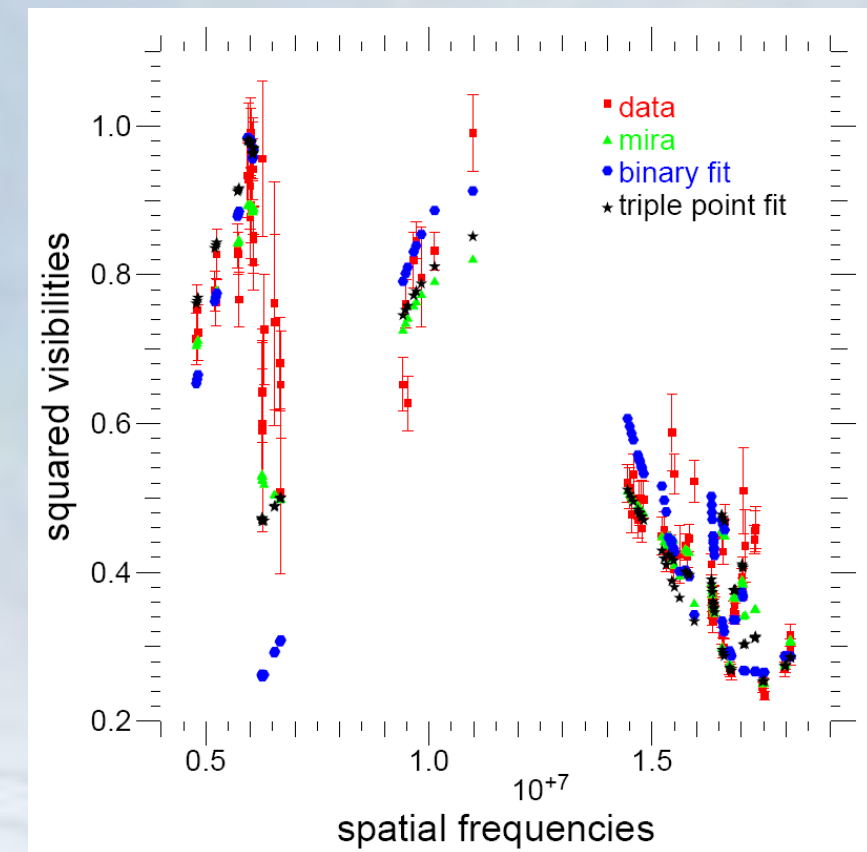 data
mira
binary fit
triple point fit
squared visibilities
1.0
0.8
0.6
0.4
0.2
0.5
1.0
1.5
10+7
spatial frequencies